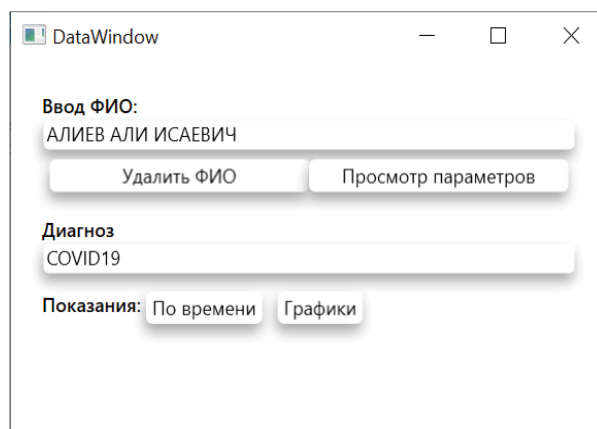 DataWindow
Ввод ФИО:
АЛИЕВ АЛИ ИСАЕВИЧ
Удалить ФИО Просмотр параметров
Диагноз
COVID19
Показания: По времени Графики